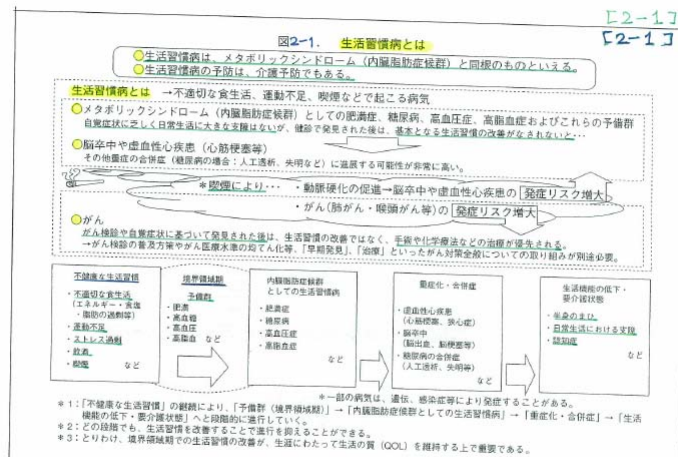 [2-1]
[2-1]
図2-1. 生活習慣病とは
○生活習慣病は、メタボリックシンドローム(内臓脂肪症候群)と同根のものといえる。
○生活習慣病の予防は、介護予防でもある。
生活習慣病とは →不適切な食生活、運動不足、喫煙などで起こる病気
○メタボリックシンドローム(内臓脂肪症候群)としての肥満症、糖尿病、高血圧症、高脂血症およびこれらの予備群
自覚症状に乏しく日常生活に大きな支障はないが、健診で発見された後は、基本となる生活習慣の改善がなされないと…
○脳卒中や虚血性心疾患(心筋梗塞等)
その他重症の合併症(糖尿病の場合:人工透析、失明など)に進展する可能性が非常に高い。
*喫煙により… ・動脈硬化の促進→脳卒中や虚血性心疾患の 発症リスク増大
・がん(肺がん・喉頭がん等)の 発症リスク増大
○がん
がん検診や自覚症状に基づいて発見された後は、生活習慣の改善ではなく、手術や化学療法などの治療が優先される。
→がん検診の普及方策やがん医療水準の均てん化等、「早期発見」、「治療」といったがん対策全般についての取り組みが別途必要。
不健康な生活習慣
・不適切な食生活
(エネルギー・食塩
・脂肪の過剰等)
・運動不足
・ストレス過剰
・飲酒
・喫煙 など
境界領域期
予備群
・肥満
・高血糖
・高血圧
・高脂血 など
内臓脂肪症候群
としての生活習慣病
・肥満症
・糖尿病
・高血圧症
・高脂血症
など
重症化・合併症
・虚血性心疾患
(心筋梗塞、狭心症)
・脳卒中
(脳出血、脳梗塞等)
・糖尿病の合併症
(人工透析、失明等)
など
生活機能の低下・
要介護状態
・半身のまひ
・日常生活における支障
・認知症
など
*一部の病気は、遺伝、感染症等により発症することがある。
*1:「不健康な生活習慣」の継続により、「予備群(境界領域期)」→「内臓脂肪症候群としての生活習慣病」→「重症化・合併症」→「生活
機能の低下・要介護状態」へと段階的に進行していく。
*2:どの段階でも、生活習慣を改善することで進行を抑えることができる。
*3:とりわけ、境界領域期での生活習慣の改善が、生涯にわたって生活の質(QOL)を維持する上で重要である。